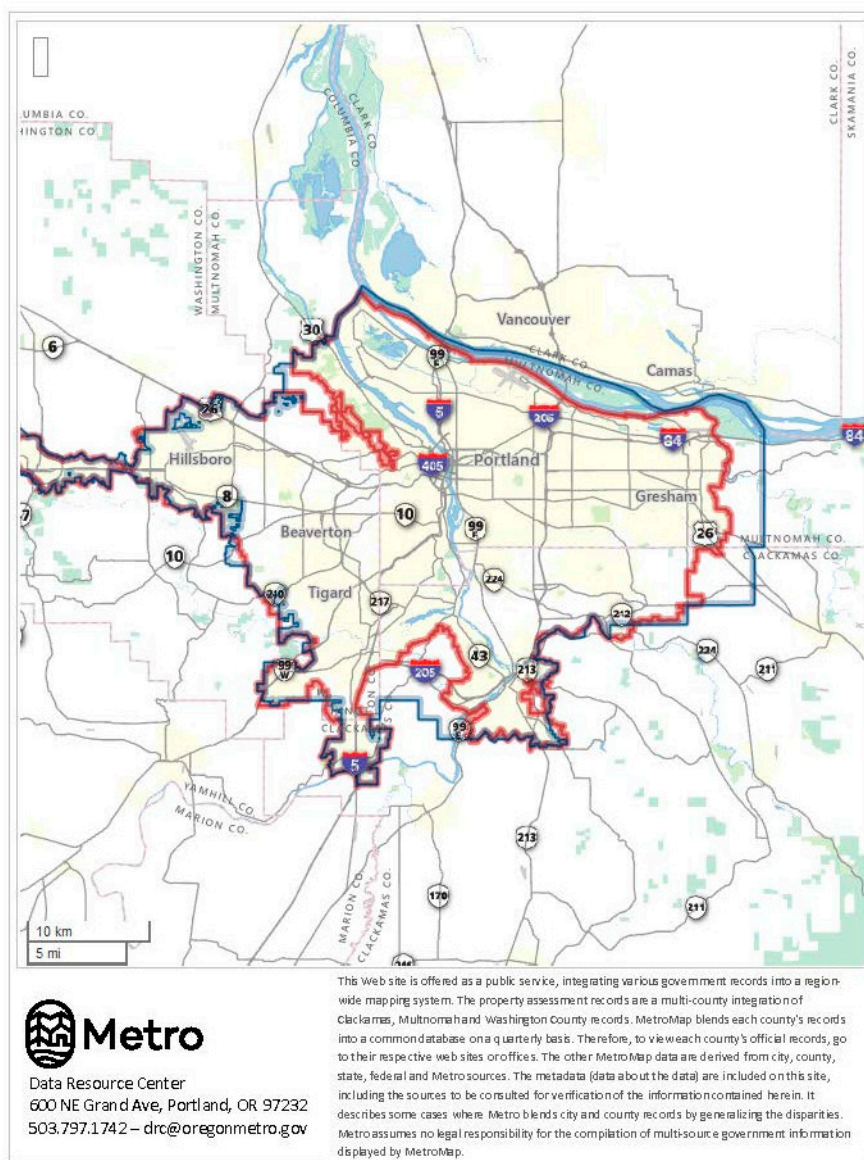 CLARK CO.
SKAMANIA CO.
UMBIA CO.
HINGTON CO.
CLARK CO.
COLUMBIA CO.
WASHINGTON CO.
MULTNOMAH CO.
Vancouver
30
6
99
E
CLARK CO.
MULTNOMAH CO.
Camas
26
5
205
84
84
Hillsboro
405
Portland
8
Gresham
7
10
Beaverton
99
E
26
MULTNOMAH CO.
CLACKAMAS CO.
10
Tigard
224
210
217
212
43
213
224
211
99
W
205
99
E
5
YAMHILL CO.
MARION CO.
213
170
MARION CO.
CLACKAMAS CO.
211
10 km
5 mi
Metro
Data Resource Center
600 NE Grand Ave, Portland, OR 97232
503.797.1742 – drc@oregonmetro.gov
This Web site is offered as a public service, integrating various government records into a region-
wide mapping system. The property assessment records are a multi-county integration of
Clackamas, Multnomah and Washington County records. MetroMap blends each county's records
into a common database on a quarterly basis. Therefore, to view each county's official records, go
to their respective web sites or offices. The other MetroMap data are derived from city, county,
state, federal and Metro sources. The metadata (data about the data) are included on this site,
including the sources to be consulted for verification of the information contained herein. It
describes some cases where Metro blends city and county records by generalizing the disparities.
Metro assumes no legal responsibility for the compilation of multi-source government information
displayed by MetroMap.